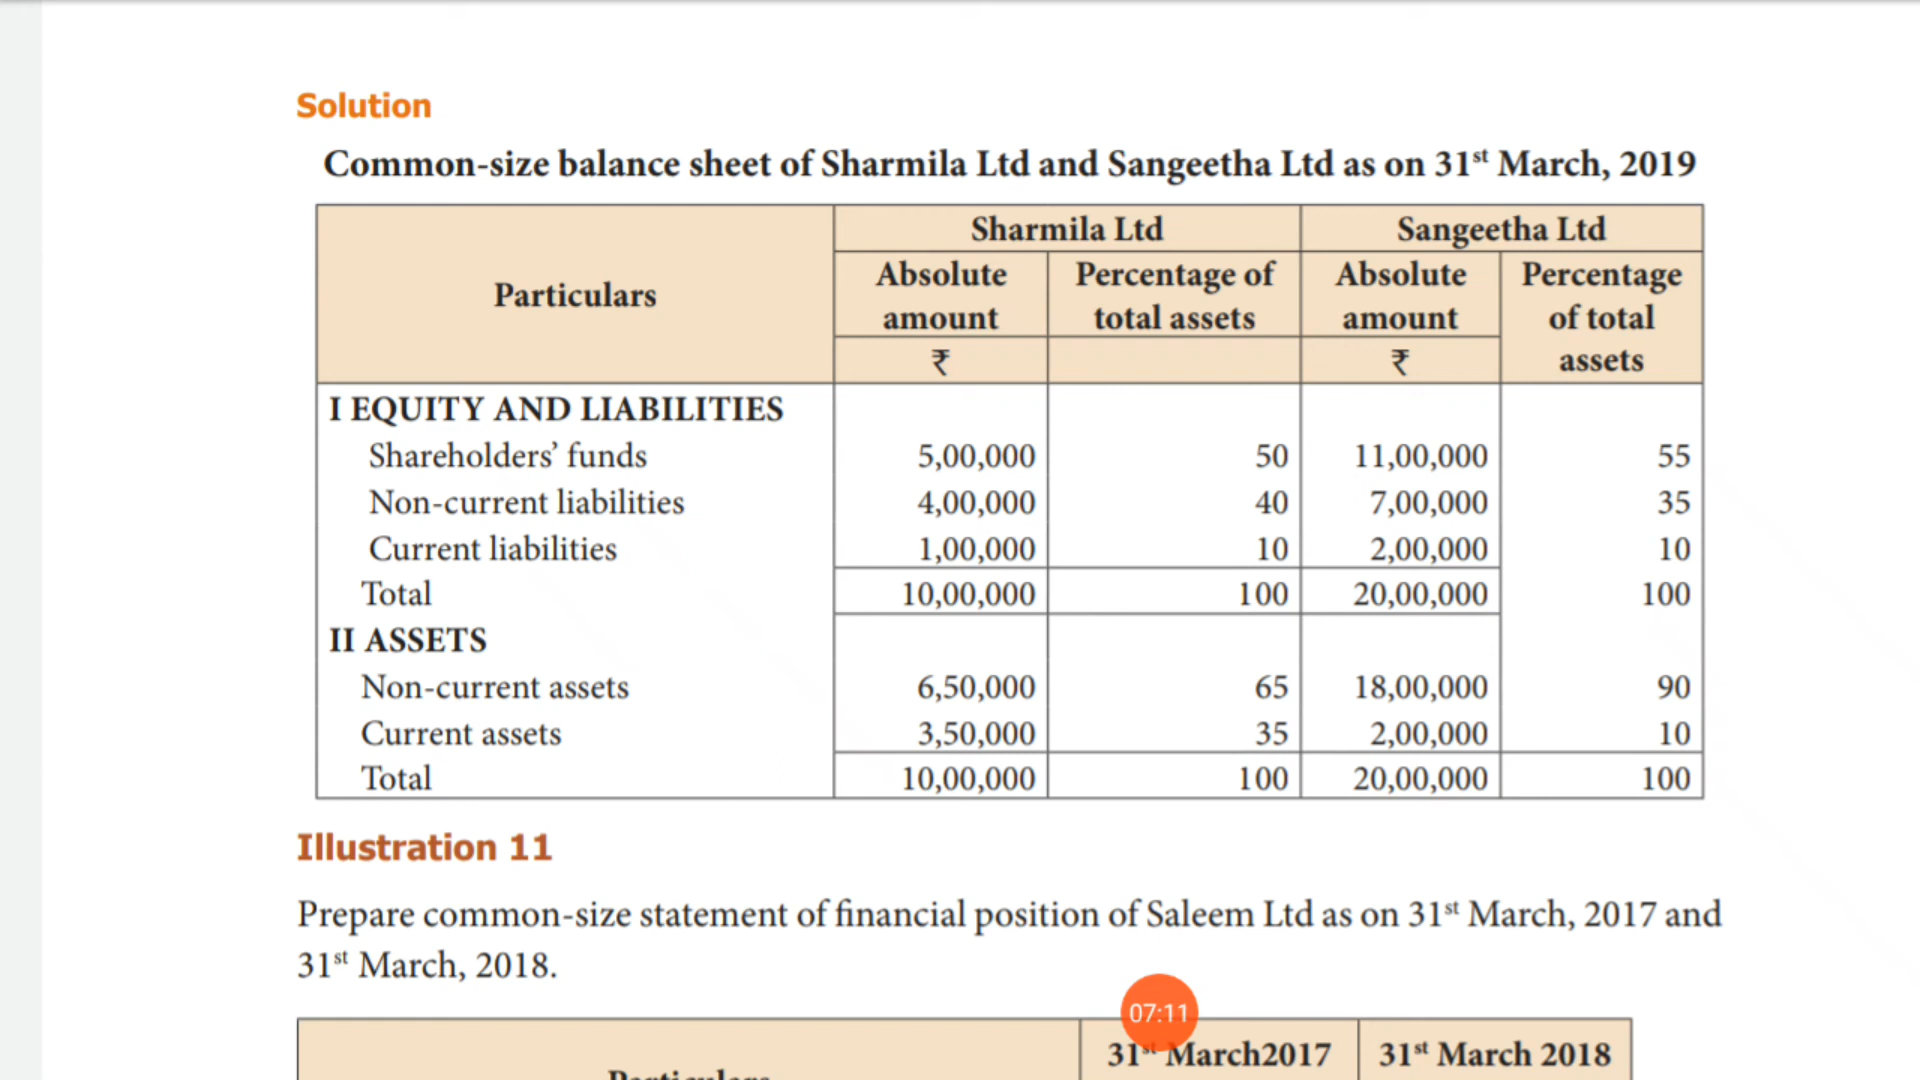 Solution
Common-size balance sheet of Sharmila Ltd and Sangeetha Ltd as on 31st March, 2019
Particulars Sharmila Ltd Sangeetha Ltd
Absolute amount Percentage of total assets Absolute amount Percentage of total assets
₹ ₹
I EQUITY AND LIABILITIES
Shareholders’ funds 5,00,000 50 11,00,000 55
Non-current liabilities 4,00,000 40 7,00,000 35
Current liabilities 1,00,000 10 2,00,000 10
Total 10,00,000 100 20,00,000 100
II ASSETS
Non-current assets 6,50,000 65 18,00,000 90
Current assets 3,50,000 35 2,00,000 10
Total 10,00,000 100 20,00,000 100
Illustration 11
Prepare common-size statement of financial position of Saleem Ltd as on 31st March, 2017 and
31st March, 2018.
07:11
31st March2017 31st March 2018
Particulars